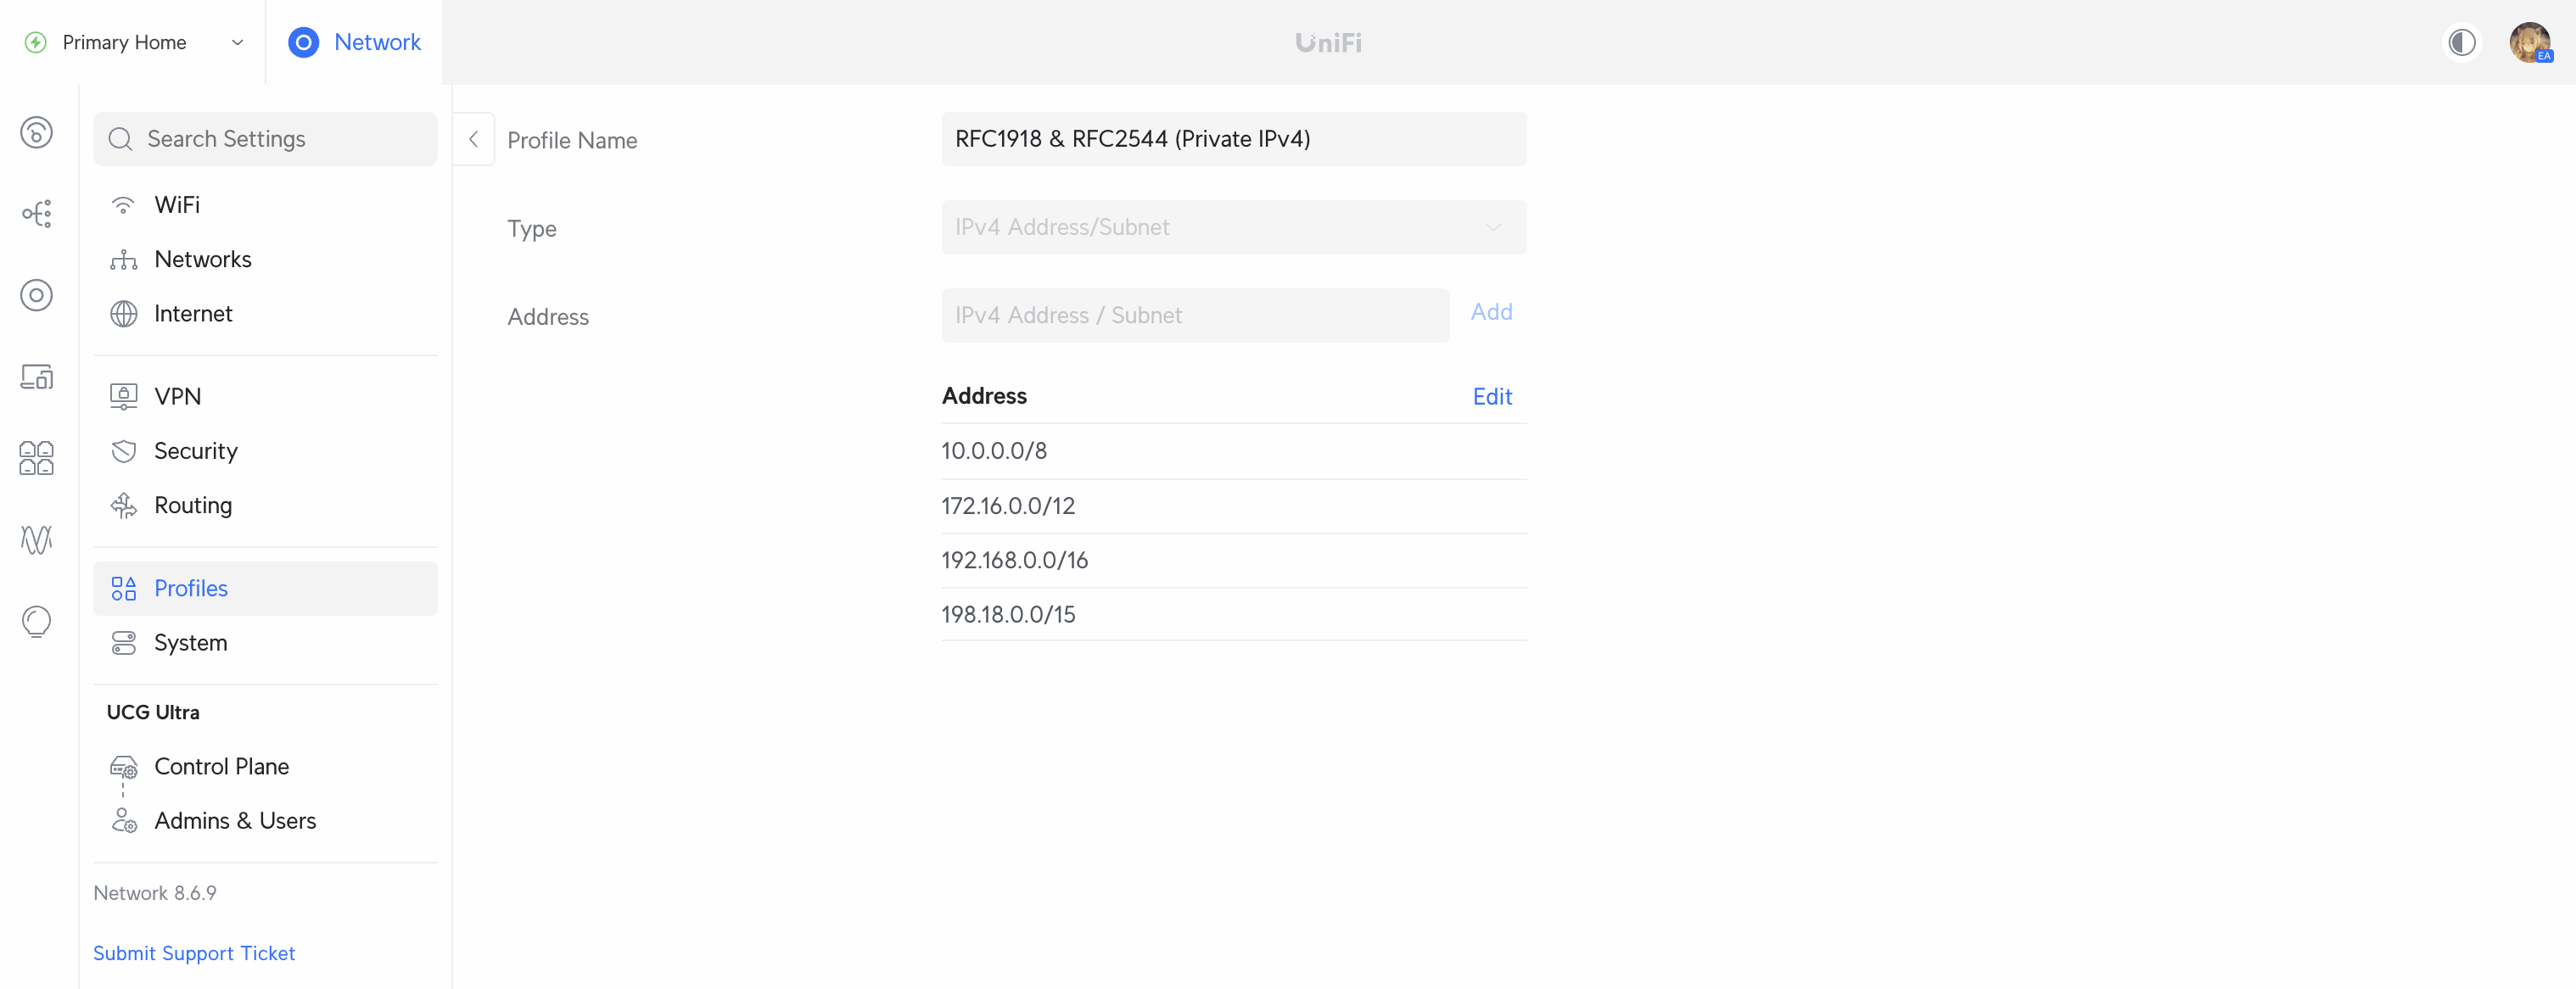 Primary Home
Network
UniFi
EA
Search Settings
WiFi
Networks
Internet
VPN
Security
Routing
Profiles
System
UCG Ultra
Control Plane
Admins & Users
Network 8.6.9
Submit Support Ticket
Profile Name
RFC1918 & RFC2544 (Private IPv4)
Type
IPv4 Address/Subnet
Address
IPv4 Address / Subnet
Add
Address
Edit
10.0.0.0/8
172.16.0.0/12
192.168.0.0/16
198.18.0.0/15